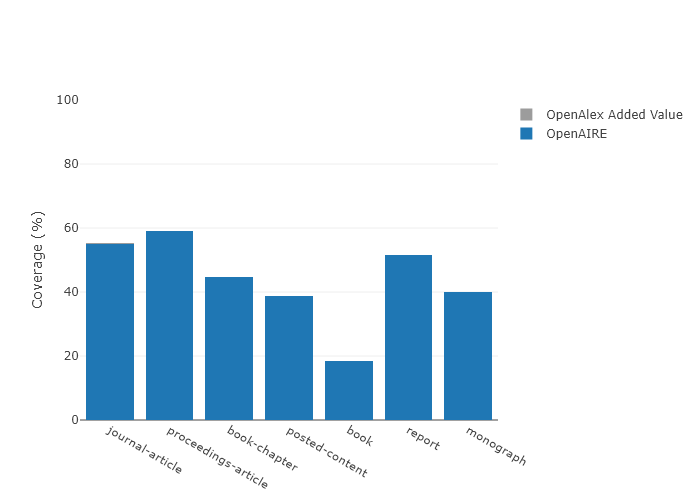 100
80
60
40
20
0
Coverage (%)
journal-article
proceedings-article
book-chapter
posted-content
book
report
monograph
OpenAlex Added Value
OpenAIRE